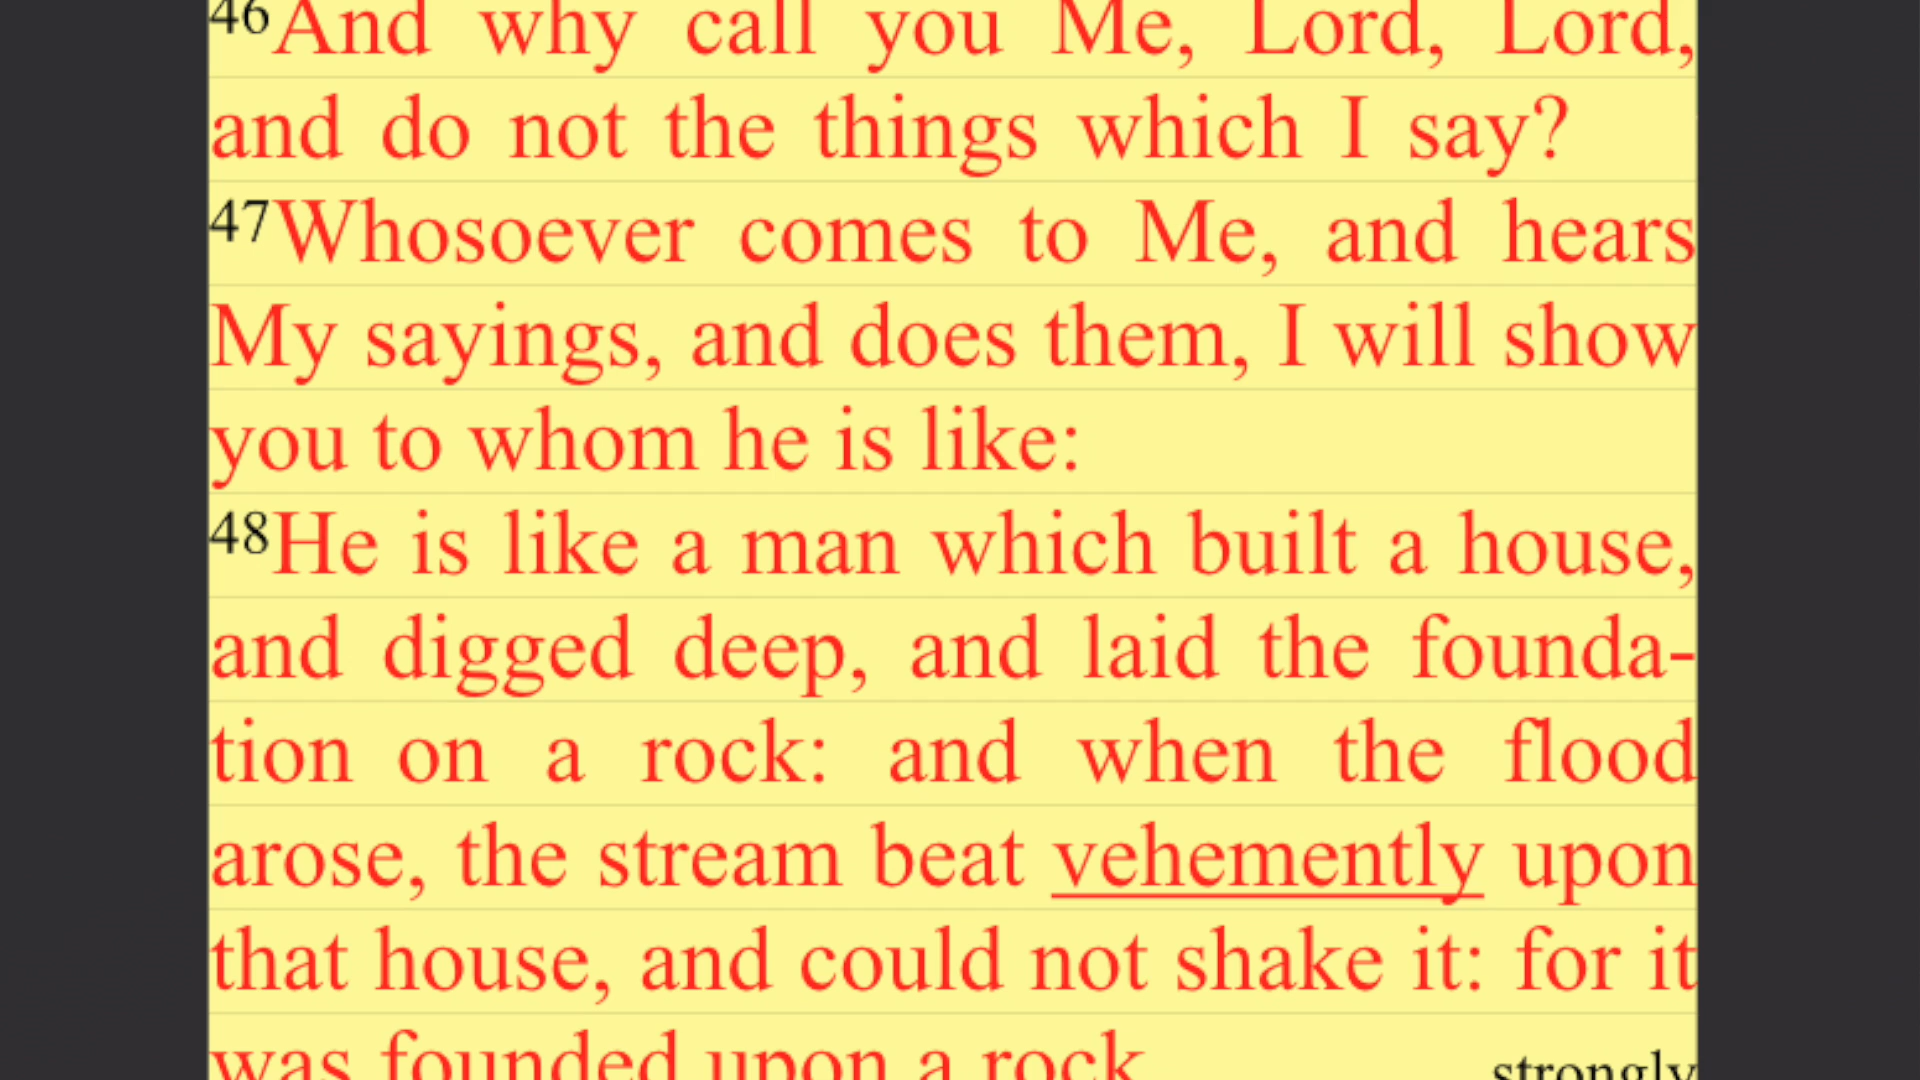 46And why call you Me, Lord, Lord,
and do not the things which I say?
47Whosoever comes to Me, and hears
My sayings, and does them, I will show
you to whom he is like:
48He is like a man which built a house,
and digged deep, and laid the founda-
tion on a rock: and when the flood
arose, the stream beat vehemently upon
that house, and could not shake it: for it
was founded upon a rock
strongly